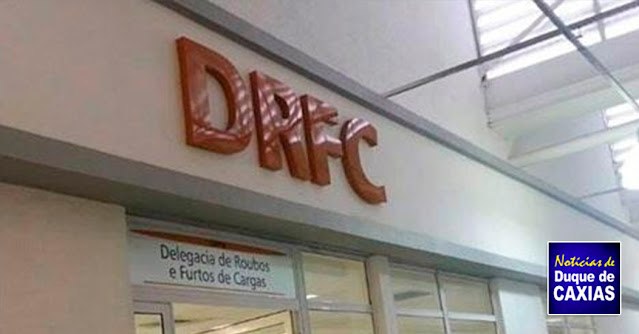 DRFC
Delegacia de Roubos
e Furtos de Cargas
Notícias de
Duque de
CAXIAS